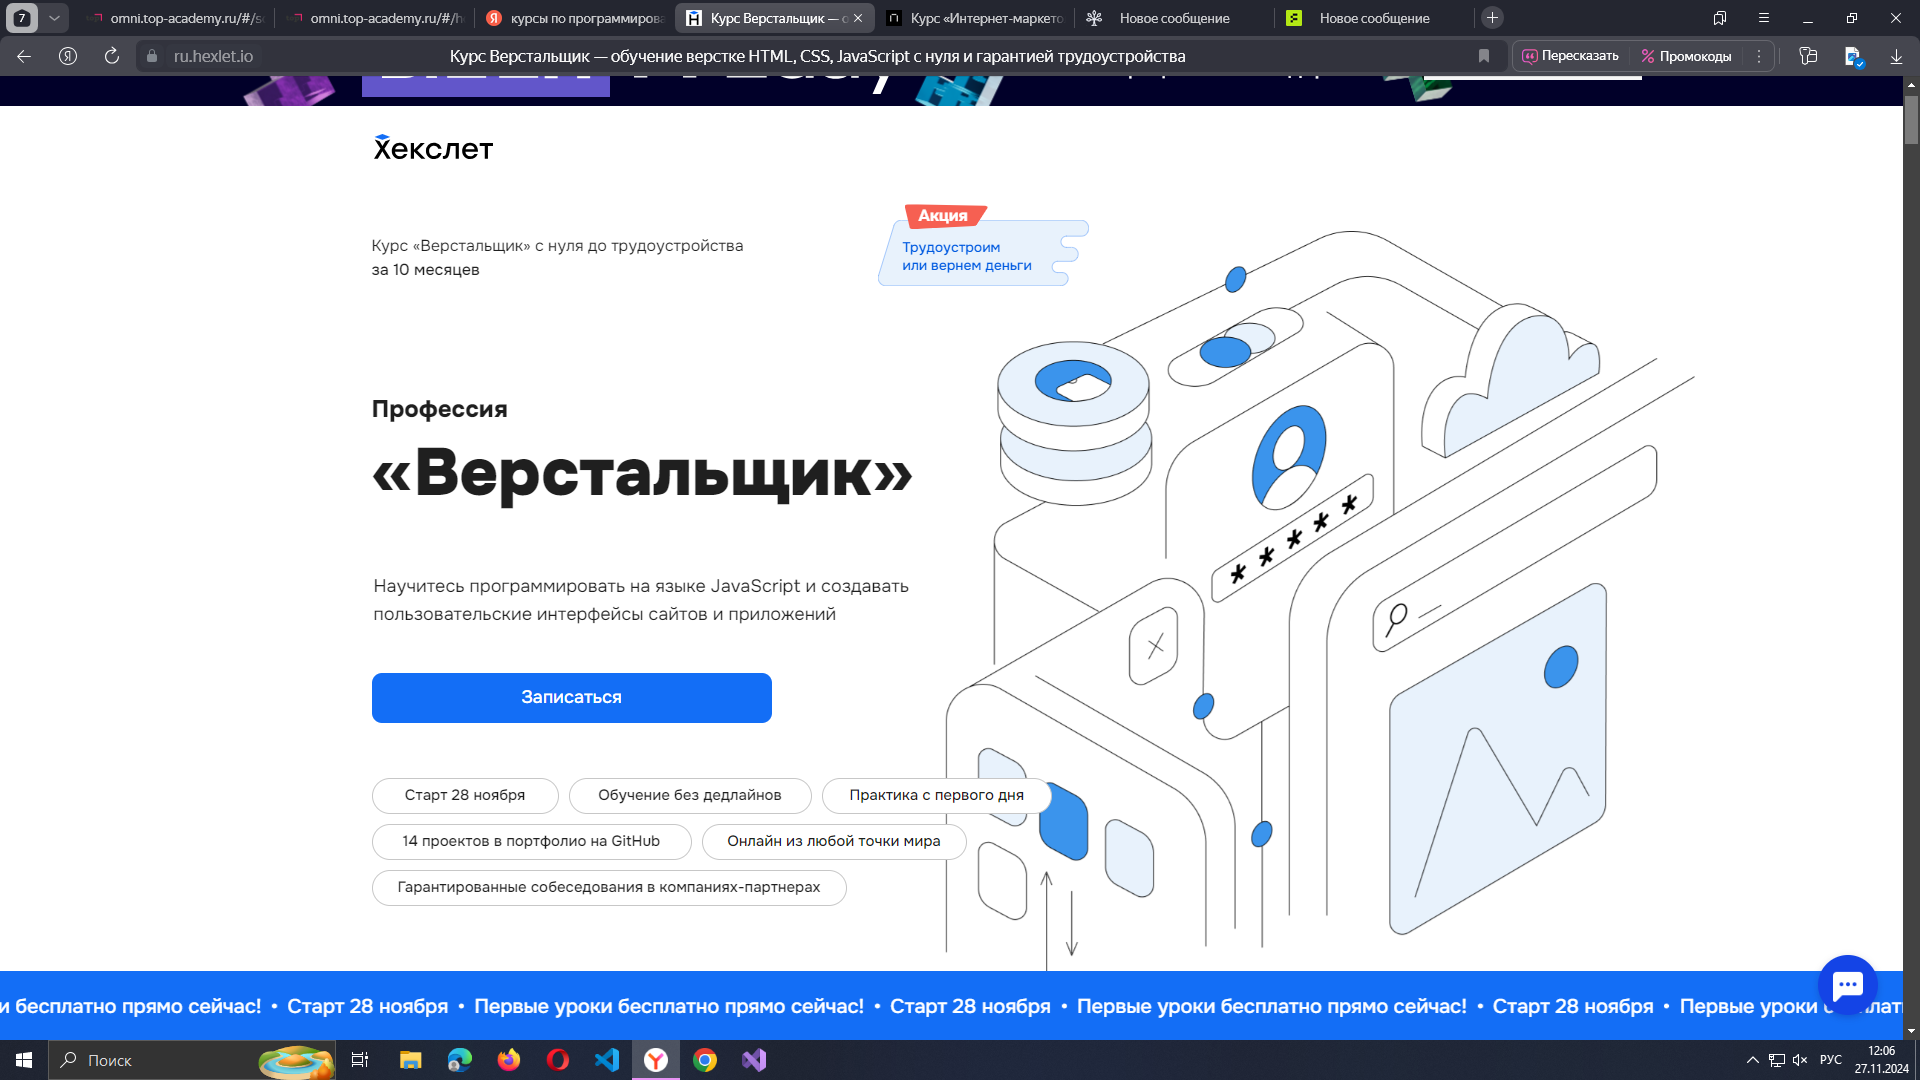 7
omni.top-academy.ru/#/s
omni.top-academy.ru/#/h
курсы по программирова
Курс Верстальщик — о
Курс «Интернет-маркето
Новое сообщение
Новое сообщение
ru.hexlet.io
Курс Верстальщик — обучение верстке HTML, CSS, JavaScript с нуля и гарантией трудоустройства
Пересказать
Промокоды
Хекслет
Акция
Трудоустроим
или вернем деньги
Курс «Верстальщик» с нуля до трудоустройства
за 10 месяцев
Профессия
«Верстальщик»
Научитесь программировать на языке JavaScript и создавать
пользовательские интерфейсы сайтов и приложений
* * * * *
Записаться
Старт 28 ноября
Обучение без дедлайнов
Практика с первого дня
14 проектов в портфолио на GitHub
Онлайн из любой точки мира
Гарантированные собеседования в компаниях-партнерах
и бесплатно прямо сейчас! • Старт 28 ноября • Первые уроки бесплатно прямо сейчас! • Старт 28 ноября • Первые уроки бесплатно прямо сейчас! • Старт 28 ноября • Первые уроки
Поиск
РУС
12:06
27.11.2024